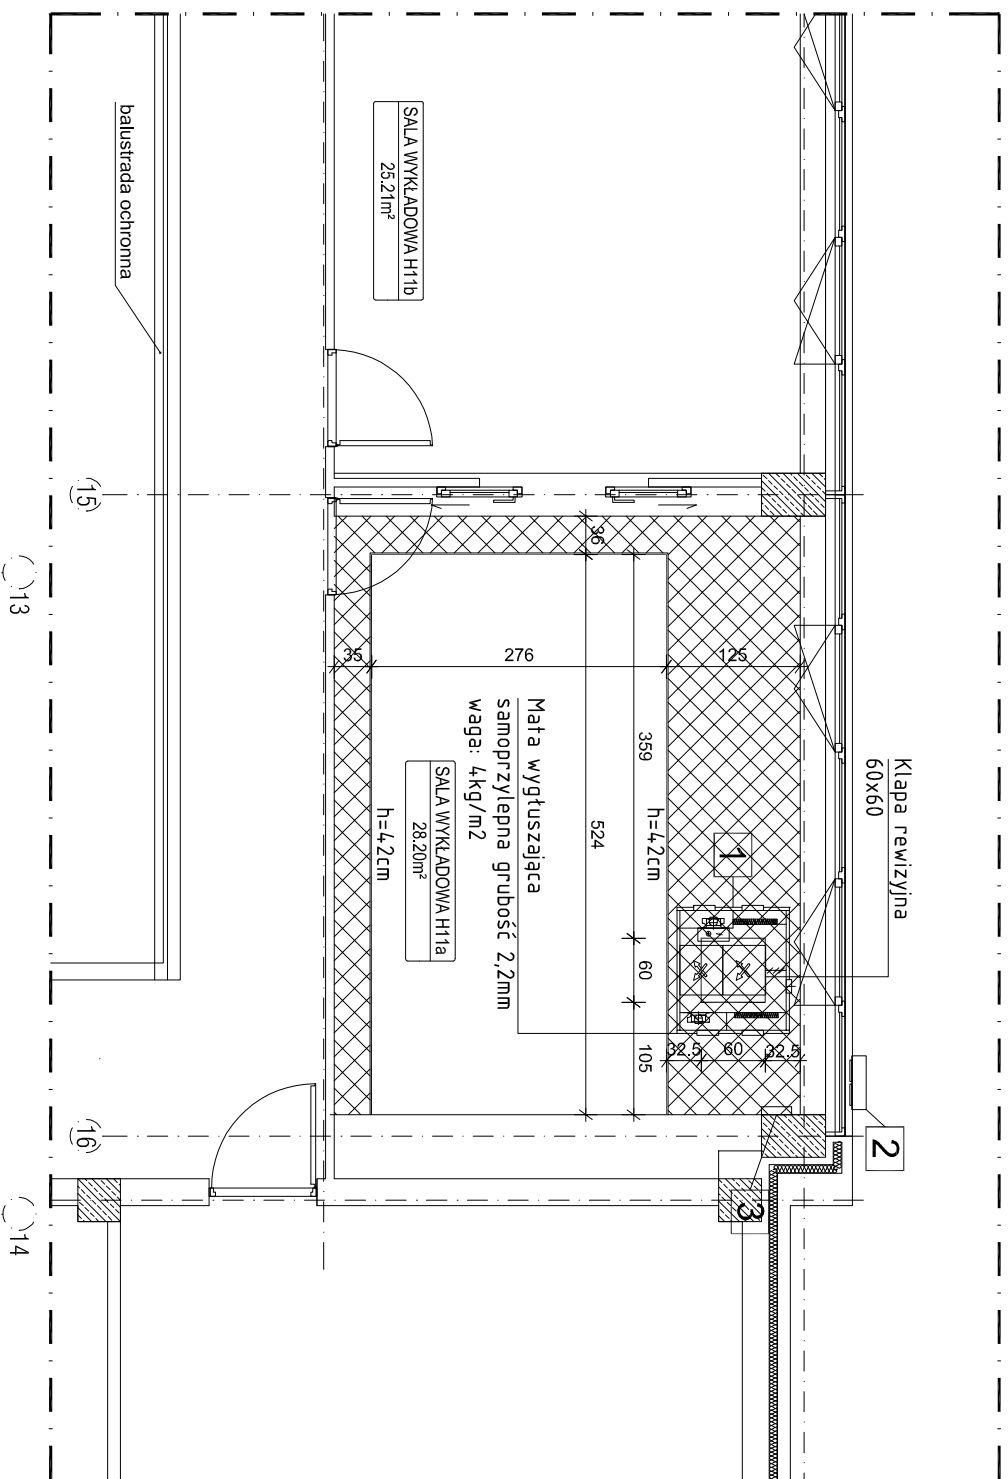 Klapa rewizyjna
60x60
2
3
1
SALA WYKŁADOWA H11b
25.21m²
36
125
359
h=42cm
60
105
32.5
60
32.5
276
524
Mata wygłuszająca
samoprzylepna grubość 2,2mm
waga: 4kg/m2
SALA WYKŁADOWA H11a
28.20m²
h=42cm
35
balustrada ochronna
15
16
13
14